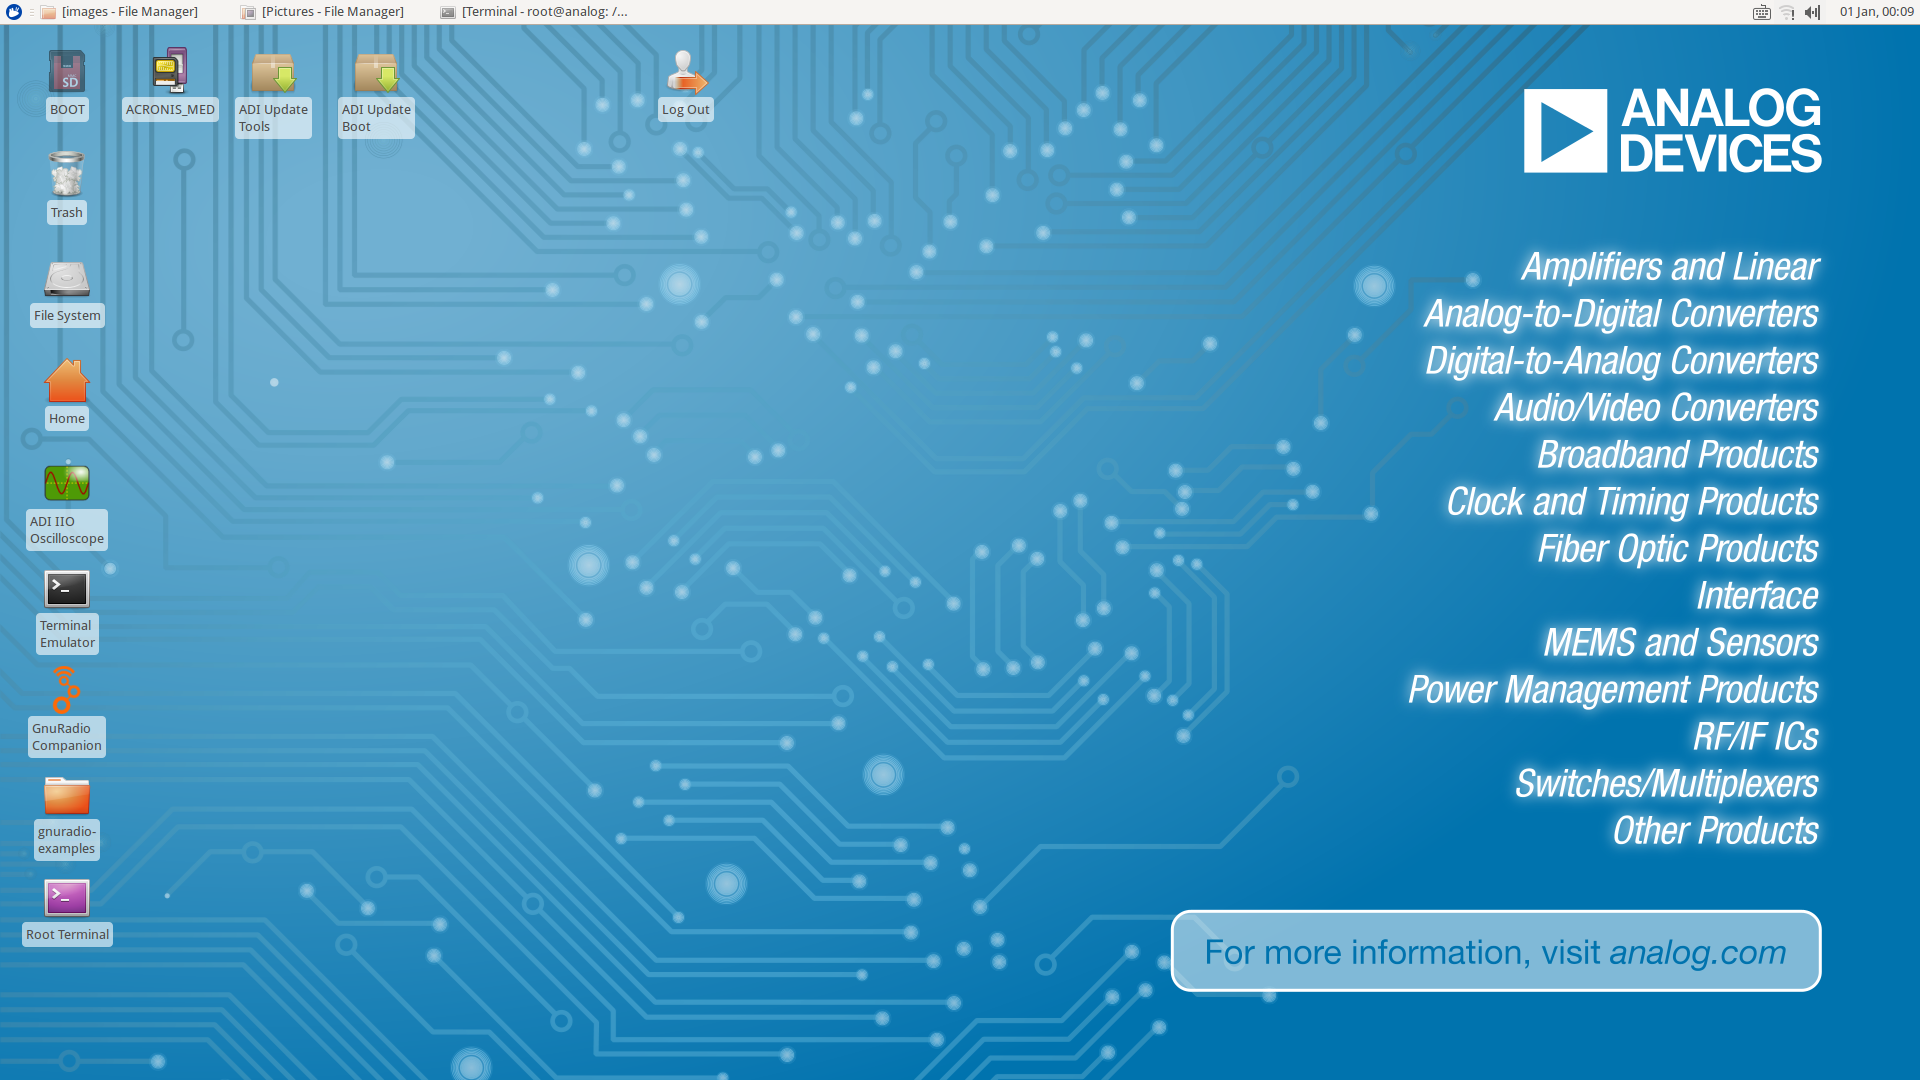 [images - File Manager]
[Pictures - File Manager]
[Terminal - root@analog: /...
01 Jan, 00:09
SD
BOOT
ACRONIS_MED
ADI Update
Tools
ADI Update
Boot
Log Out
Trash
File System
Home
ADI IIO
Oscilloscope
>_
Terminal
Emulator
GnuRadio
Companion
gnuradio-
examples
>_
Root Terminal
ANALOG
DEVICES
Amplifiers and Linear
Analog-to-Digital Converters
Digital-to-Analog Converters
Audio/Video Converters
Broadband Products
Clock and Timing Products
Fiber Optic Products
Interface
MEMS and Sensors
Power Management Products
RF/IF ICs
Switches/Multiplexers
Other Products
For more information, visit analog.com